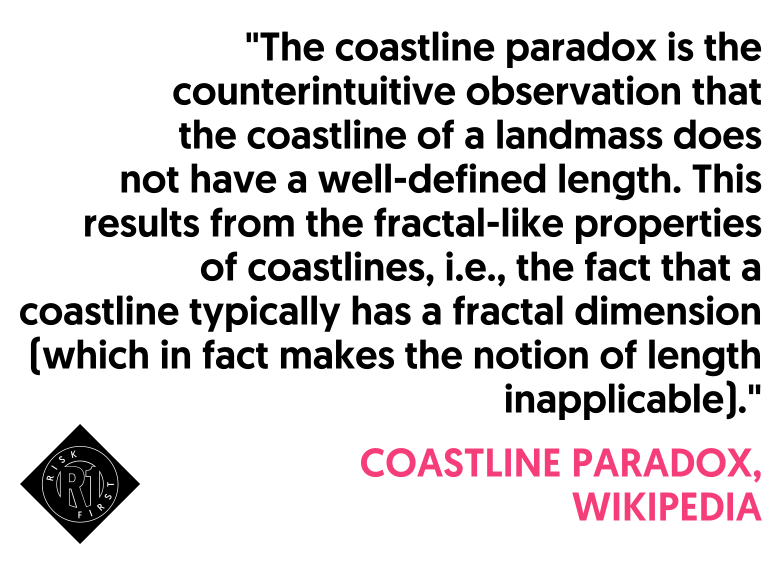 "The coastline paradox is the
counterintuitive observation that
the coastline of a landmass does
not have a well-defined length. This
results from the fractal-like properties
of coastlines, i.e., the fact that a
coastline typically has a fractal dimension
(which in fact makes the notion of length
inapplicable)."
COASTLINE PARADOX,
WIKIPEDIA
RISK
R1
FIRST